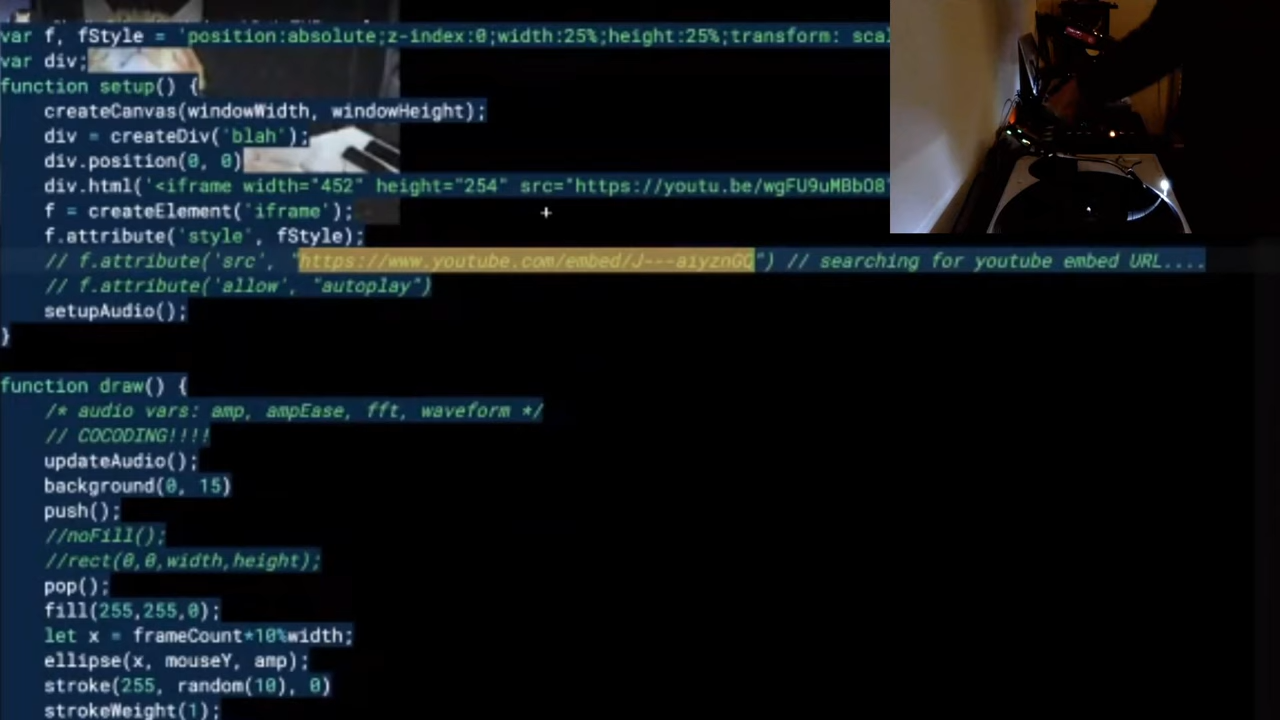 var f, fStyle = 'position:absolute;z-index:0;width:25%;height:25%;transform: scal
var div;
function setup() {
createCanvas(windowWidth, windowHeight);
div = createDiv('blah');
div.position(0, 0)
div.html('<iframe width="452" height="254" src="https://youtu.be/wgFU9uMBbO8'
f = createElement('iframe');
f.attribute('style', fStyle);
// f.attribute('src', "https://www.youtube.com/embed/J---aiyznGQ") // searching for youtube embed URL....
// f.attribute('allow', "autoplay")
setupAudio();
}
function draw() {
/* audio vars: amp, ampEase, fft, waveform */
// COCODING!!!!
updateAudio();
background(0, 15)
push();
//noFill();
//rect(0,0,width,height);
pop();
fill(255,255,0);
let x = frameCount*10%width;
ellipse(x, mouseY, amp);
stroke(255, random(10), 0)
strokeWeight(1);